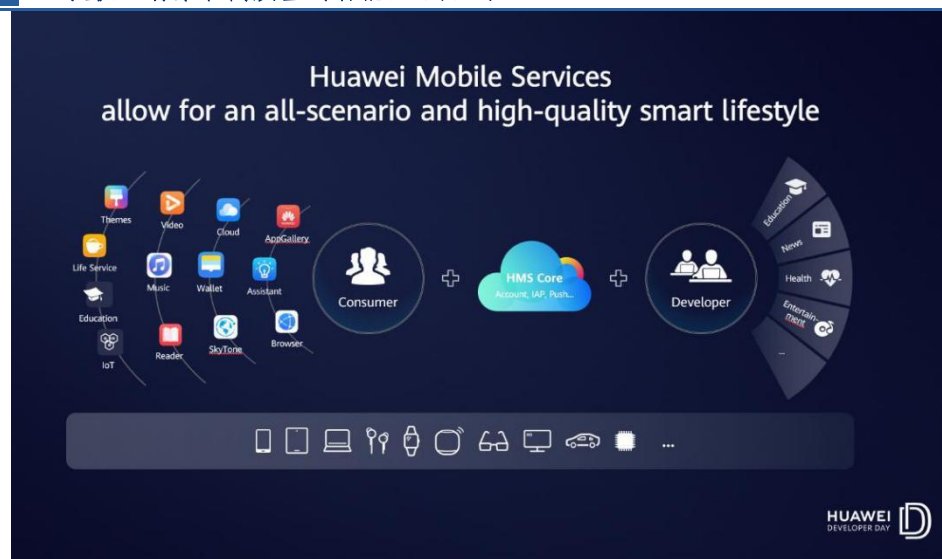 Huawei Mobile Services
allow for an all-scenario and high-quality smart lifestyle
Themes
Video
Cloud
AppGallery
Life Service
Music
Wallet
Assistant
Education
Reader
SkyTone
Browser
IoT
Consumer
HMS Core
Account, IAP, Push...
Developer
Education
News
Health
Entertain-
ment
...
...
HUAWEI
DEVELOPER DAY